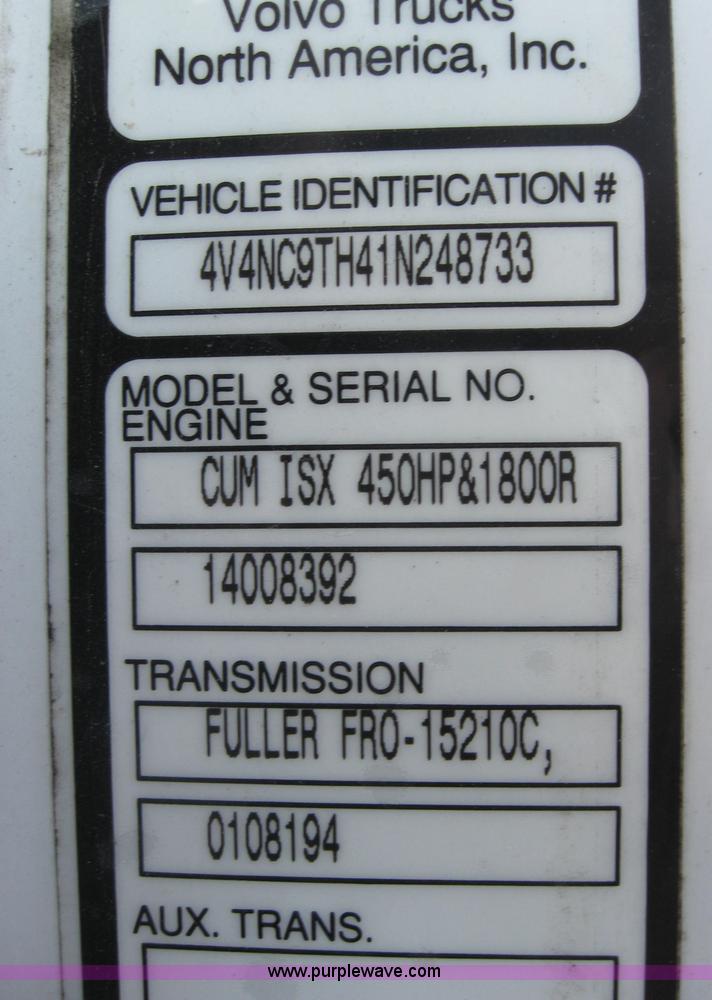 Volvo Trucks
North America, Inc.
VEHICLE IDENTIFICATION #
4V4NC9TH41N248733
MODEL & SERIAL NO.
ENGINE
CUM ISX 450HP&1800R
14008392
TRANSMISSION
FULLER FRO-15210C,
0108194
AUX. TRANS.
www.purplewave.com